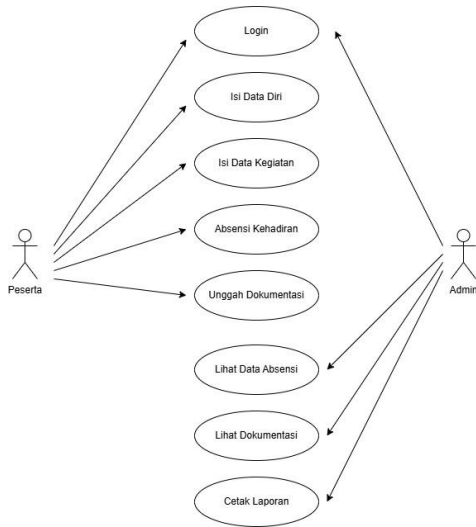 Login
Isi Data Diri
Isi Data Kegiatan
Absensi Kehadiran
Peserta
Unggah Dokumentasi
Admin
Lihat Data Absensi
Lihat Dokumentasi
Cetak Laporan